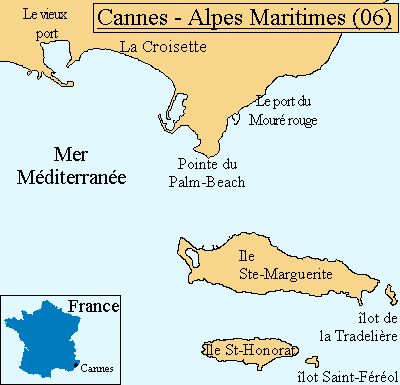 Cannes - Alpes Maritimes (06)
Le vieux
port
La Croisette
Le port du
Mouré rouge
Mer
Méditerranée
Pointe du
Palm-Beach
Ile
Ste-Marguerite
îlot de
la Tradelière
Ile St-Honorat
îlot Saint-Féréol
France
Cannes